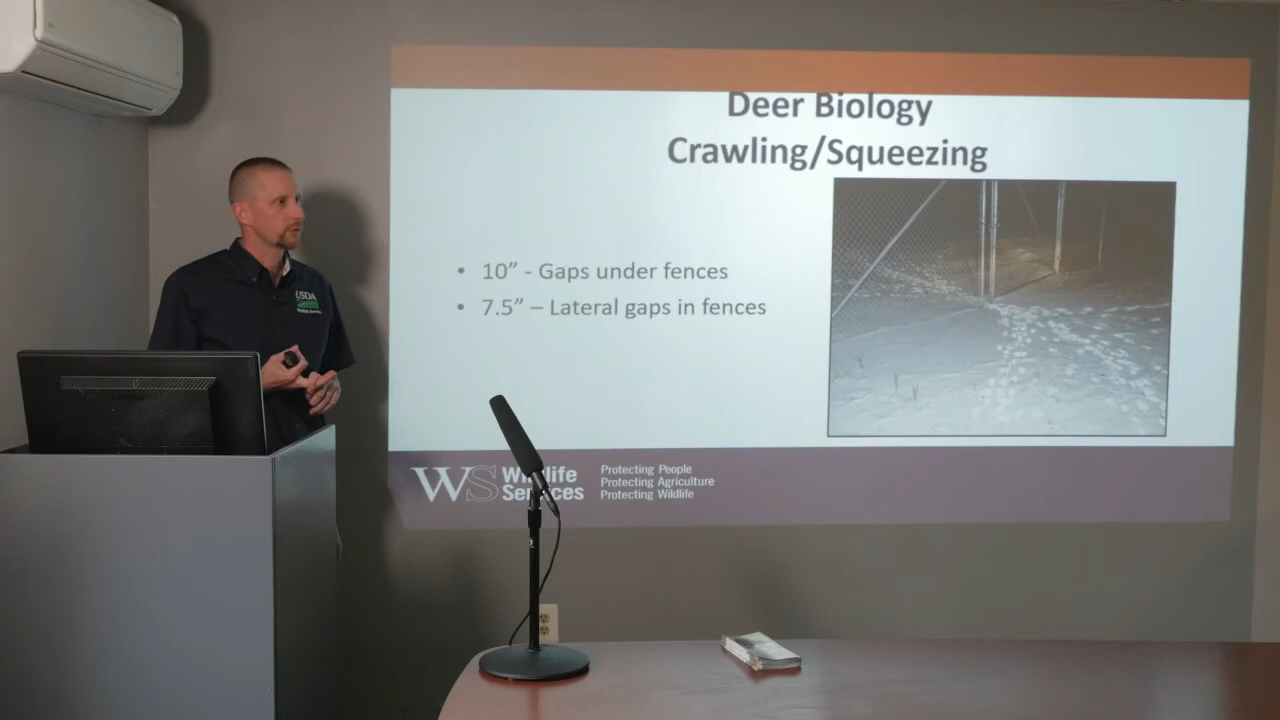 Deer Biology
Crawling/Squeezing
• 10” - Gaps under fences
• 7.5” – Lateral gaps in fences
USDA
WS Wildlife Services
Protecting People
Protecting Agriculture
Protecting Wildlife